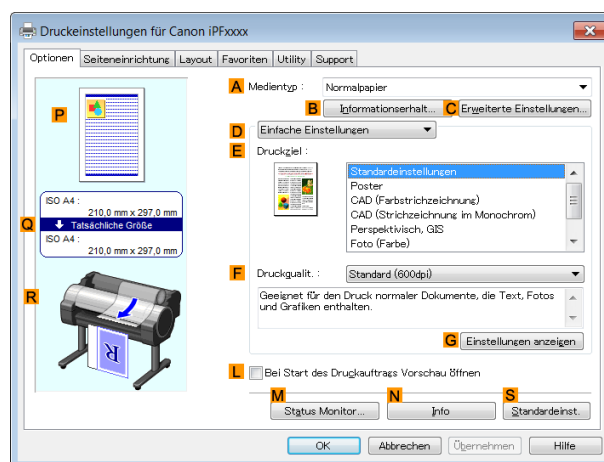 Druckeinstellungen für Canon iPFxxxx
Optionen Seiteneinrichtung Layout Favoriten Utility Support
A Medientyp : Normalpapier
B Informationserhalt... C Erweiterte Einstellungen...
P
D Einfache Einstellungen
E Druckziel :
Standardeinstellungen
Poster
CAD (Farbstrichzeichnung)
CAD (Strichzeichnung im Monochrom)
Perspektivisch, GIS
Foto (Farbe)
ISO A4 :
210,0 mm x 297,0 mm
Q Tatsächliche Größe
ISO A4 :
210,0 mm x 297,0 mm
F Druckqualit. : Standard (600dpi)
Geeignet für den Druck normaler Dokumente, die Text, Fotos
und Grafiken enthalten.
R
G Einstellungen anzeigen
R
L Bei Start des Druckauftrags Vorschau öffnen
M N S
Status Monitor... Info Standardeinst.
OK Abbrechen Übernehmen Hilfe